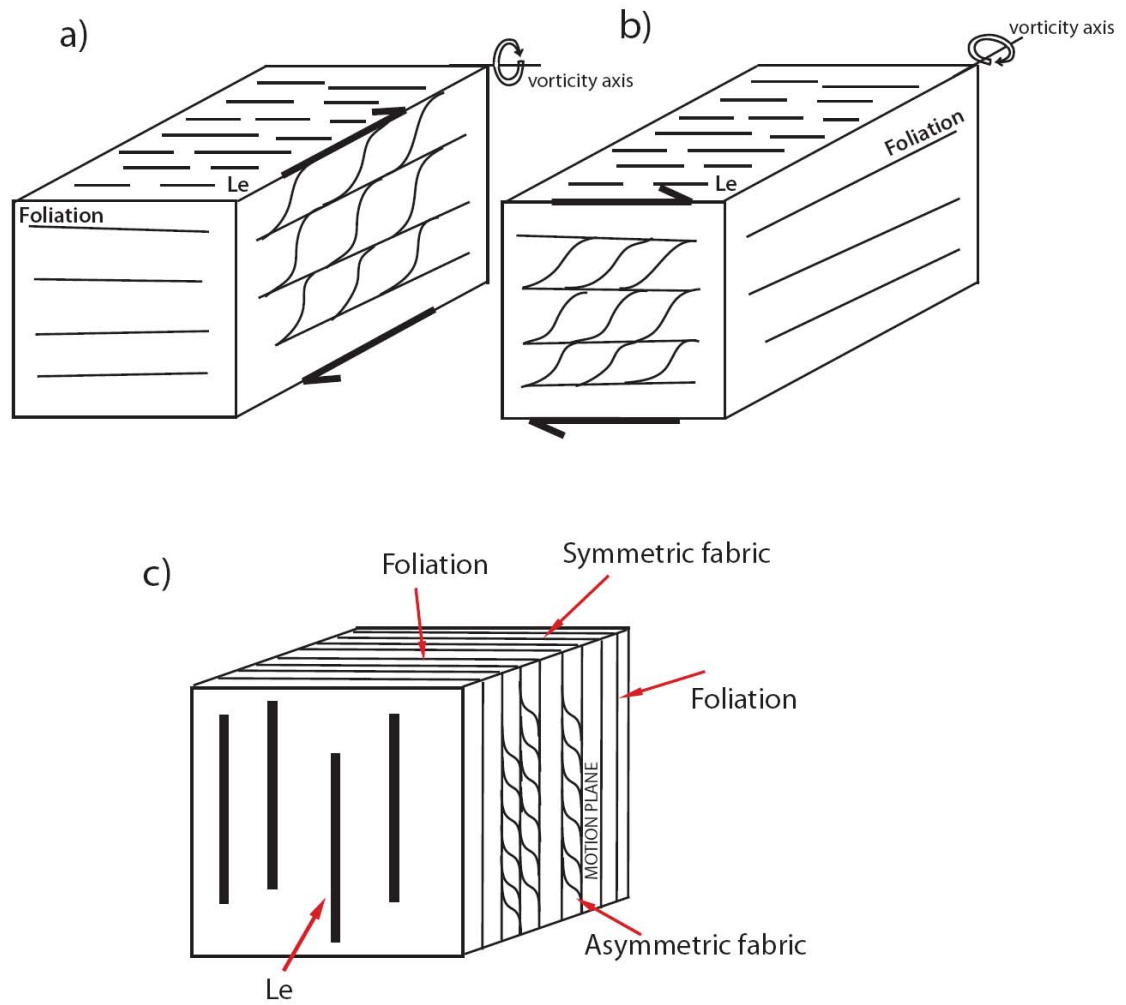 a)
vorticity axis
Le
Foliation
b)
vorticity axis
Foliation
Le
c)
Foliation
Symmetric fabric
Foliation
MOTION PLANE
Asymmetric fabric
Le